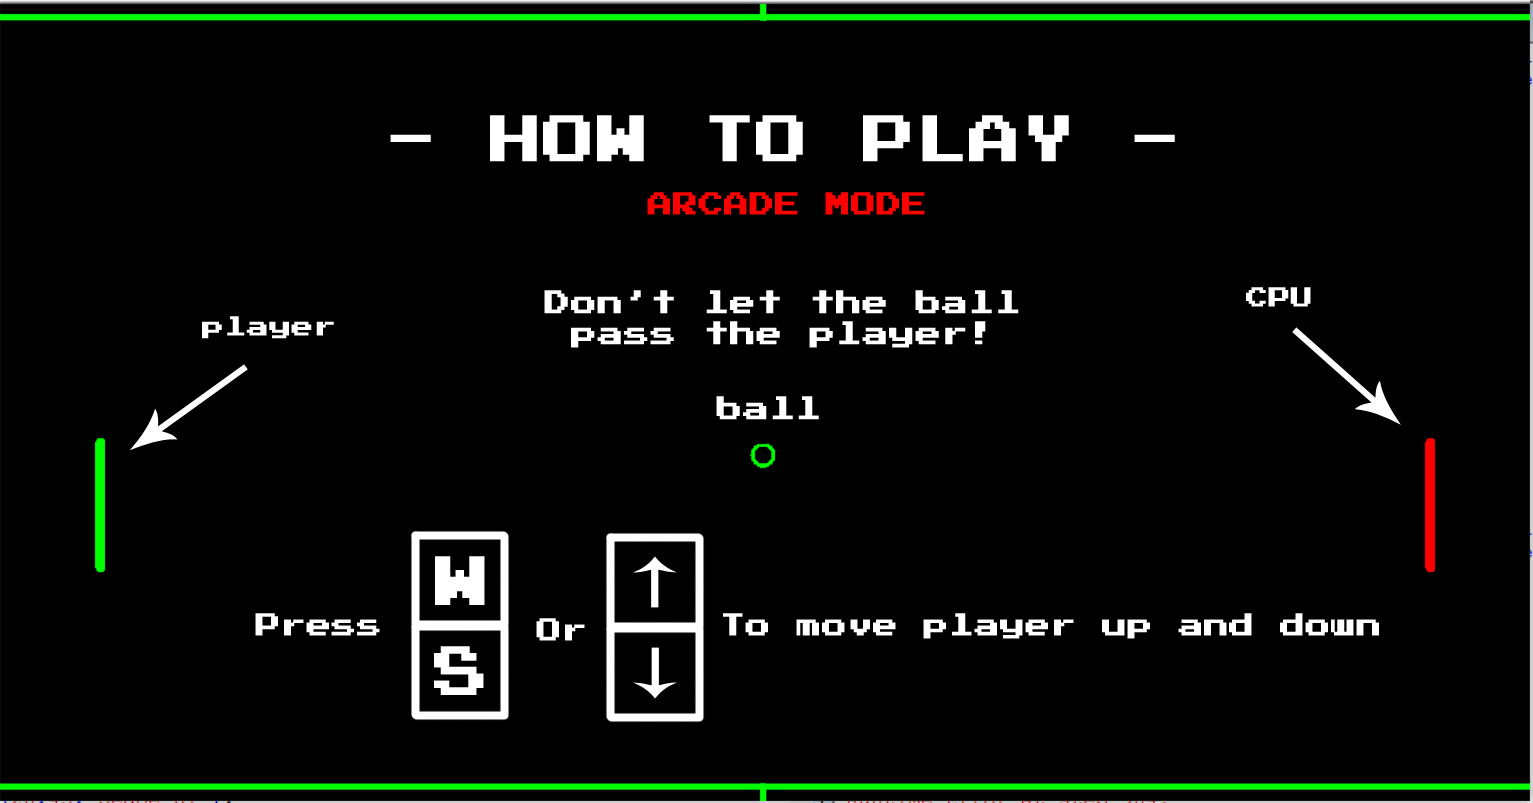 - HOW TO PLAY -
ARCADE MODE
Don't let the ball
pass the player!
player
CPU
ball
Press W S Or ↑ ↓ To move player up and down